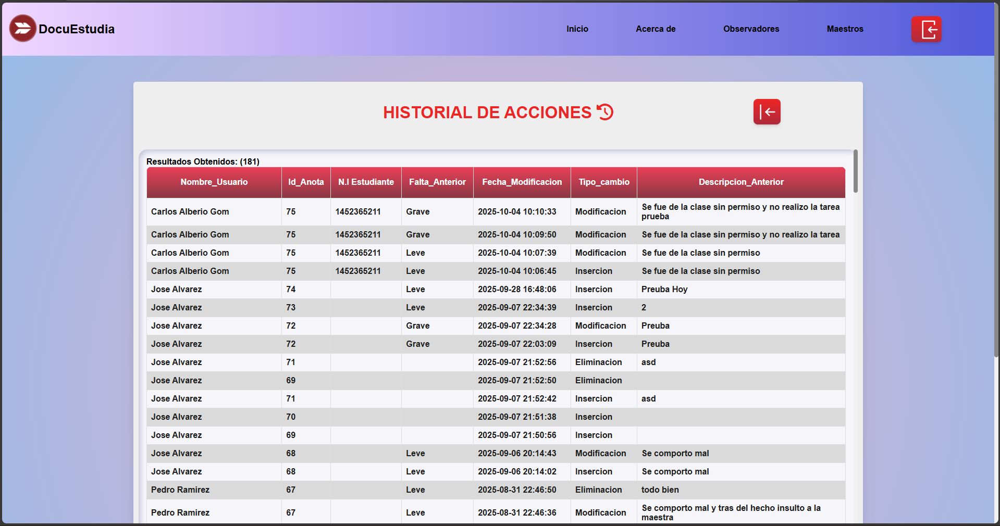 DocuEstudia
Inicio
Acerca de
Observadores
Maestros
HISTORIAL DE ACCIONES
Resultados Obtenidos: (181)
Nombre_Usuario Id_Anota N.I Estudiante Falta_Anterior Fecha_Modificacion Tipo_cambio Descripcion_Anterior
Carlos Alberio Gom 75 1452365211 Grave 2025-10-04 10:10:33 Modificacion Se fue de la clase sin permiso y no realizo la tarea
prueba
Carlos Alberio Gom 75 1452365211 Grave 2025-10-04 10:09:50 Modificacion Se fue de la clase sin permiso y no realizo la tarea
Carlos Alberio Gom 75 1452365211 Leve 2025-10-04 10:07:39 Modificacion Se fue de la clase sin permiso
Carlos Alberio Gom 75 1452365211 Leve 2025-10-04 10:06:45 Insercion Se fue de la clase sin permiso
Jose Alvarez 74 Leve 2025-09-28 16:48:06 Insercion Preuba Hoy
Jose Alvarez 73 Leve 2025-09-07 22:34:39 Insercion 2
Jose Alvarez 72 Grave 2025-09-07 22:34:28 Modificacion Preuba
Jose Alvarez 72 Grave 2025-09-07 22:03:09 Insercion Preuba
Jose Alvarez 71 2025-09-07 21:52:56 Eliminacion asd
Jose Alvarez 69 2025-09-07 21:52:50 Eliminacion
Jose Alvarez 71 2025-09-07 21:52:42 Insercion asd
Jose Alvarez 70 2025-09-07 21:51:38 Insercion
Jose Alvarez 69 2025-09-07 21:50:56 Insercion
Jose Alvarez 68 Leve 2025-09-06 20:14:43 Modificacion Se comporto mal
Jose Alvarez 68 Leve 2025-09-06 20:14:02 Insercion Se comporto mal
Pedro Ramirez 67 Leve 2025-08-31 22:46:50 Eliminacion todo bien
Pedro Ramirez 67 Leve 2025-08-31 22:46:36 Modificacion Se comporto mal y tras del hecho insulto a la
maestra